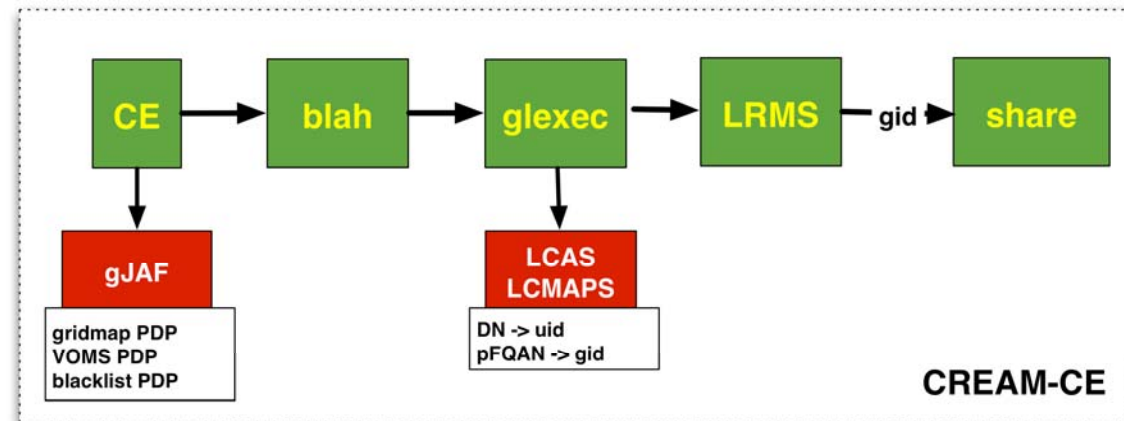 CE
blah
glexec
LRMS
gid
share
gJAF
gridmap PDP
VOMS PDP
blacklist PDP
LCAS
LCMAPS
DN -> uid
pFQAN -> gid
CREAM-CE